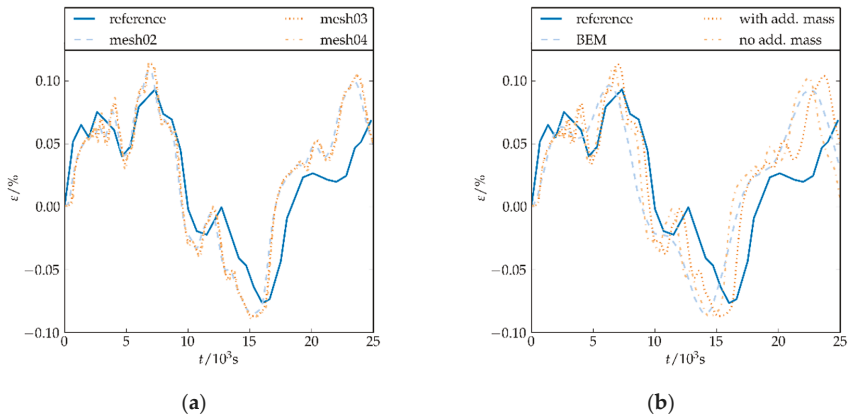 reference mesh03
mesh02 mesh04
ε/%
0.10
0.05
0.00
−0.05
−0.10
0 5 10 15 20 25
t/10³s
(a)
reference with add. mass
BEM no add. mass
ε/%
0.10
0.05
0.00
−0.05
−0.10
0 5 10 15 20 25
t/10³s
(b)